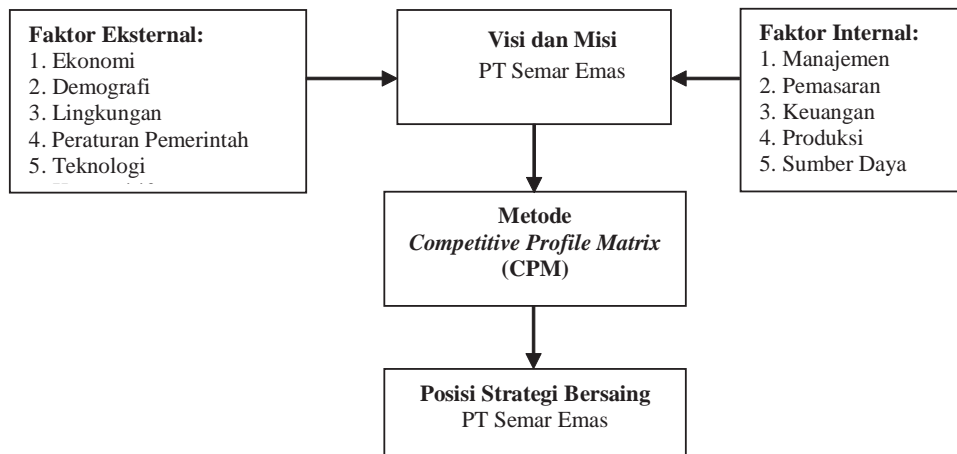 Faktor Eksternal:
1. Ekonomi
2. Demografi
3. Lingkungan
4. Peraturan Pemerintah
5. Teknologi
Visi dan Misi
PT Semar Emas
Faktor Internal:
1. Manajemen
2. Pemasaran
3. Keuangan
4. Produksi
5. Sumber Daya
Metode
Competitive Profile Matrix
(CPM)
Posisi Strategi Bersaing
PT Semar Emas